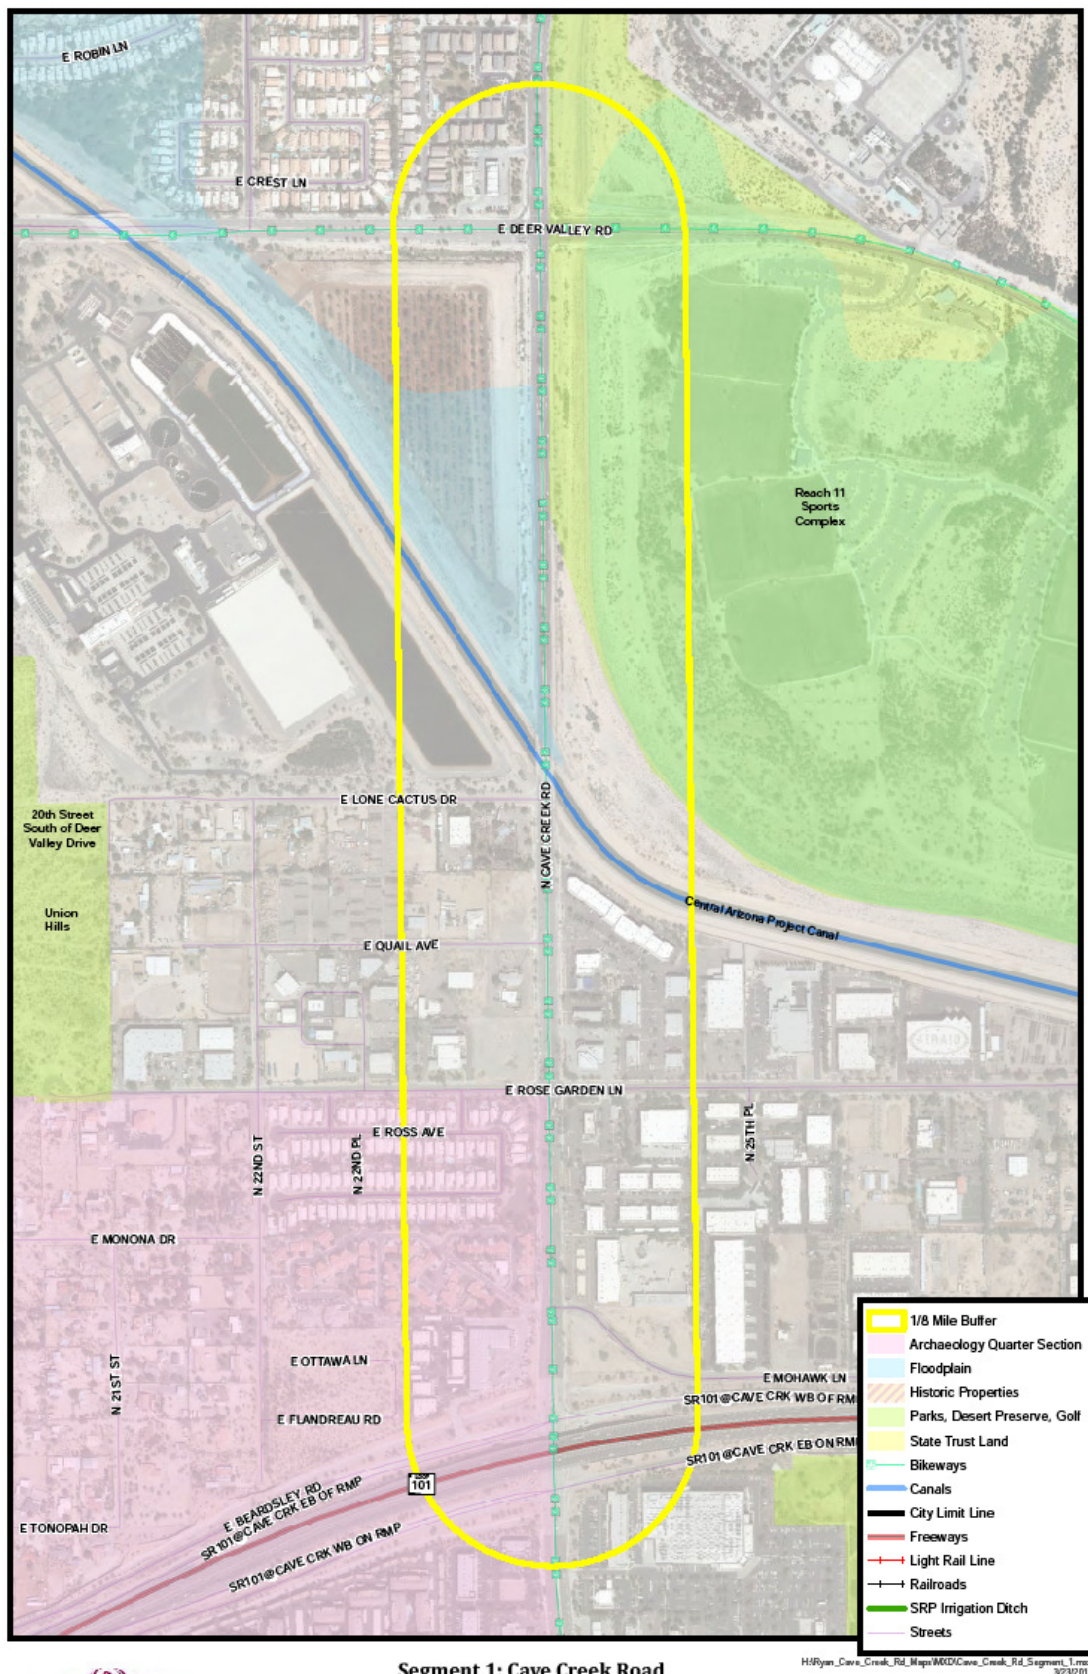 E ROBIN LN
E CREST LN
E DEER VALLEY RD
Reach 11
Sports
Complex
E LONE CACTUS DR
N CAVE CREEK RD
20th Street
South of Deer
Valley Drive
Union
Hills
Central Arizona Project Canal
E QUAIL AVE
E ROSE GARDEN LN
E ROSS AVE
N 22ND ST
N 22ND PL
N 25TH PL
E MONONA DR
N 21ST ST
E OTTAWA LN
E FLANDREAU RD
E MOHAWK LN
SR101@CAVE CRK WB OF RM
SR101@CAVE CRK EB ON RM
101
E BEARDSLEY RD
SR101@CAVE CRK EB OF RMP
SR101@CAVE CRK WB ON RMP
E TONOPAH DR
1/8 Mile Buffer
Archaeology Quarter Section
Floodplain
Historic Properties
Parks, Desert Preserve, Golf
State Trust Land
Bikeways
Canals
City Limit Line
Freeways
Light Rail Line
Railroads
SRP Irrigation Ditch
Streets
Segment 1: Cave Creek Road
H:\Ryan_Cave_Creek_Rd_Maps\MXD\Cave_Creek_Rd_Segment_1.mx